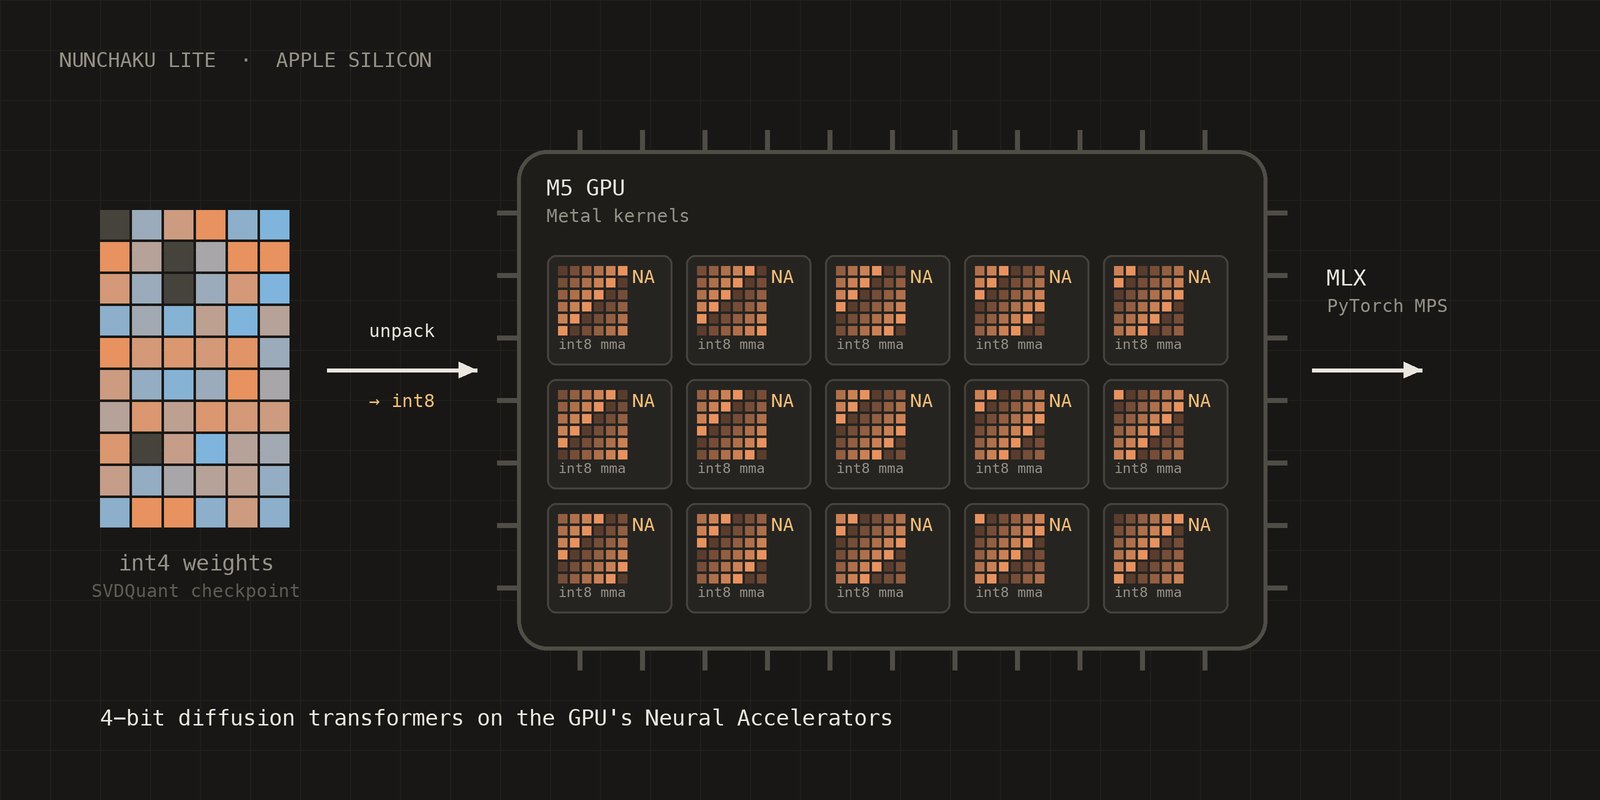 NUNCHAKU LITE · APPLE SILICON
M5 GPU
Metal kernels
NA NA NA NA NA
int8 mma int8 mma int8 mma int8 mma int8 mma
NA NA NA NA NA
int8 mma int8 mma int8 mma int8 mma int8 mma
NA NA NA NA NA
int8 mma int8 mma int8 mma int8 mma int8 mma
unpack
→ int8
int4 weights
SVDQuant checkpoint
MLX
PyTorch MPS
4−bit diffusion transformers on the GPU's Neural Accelerators